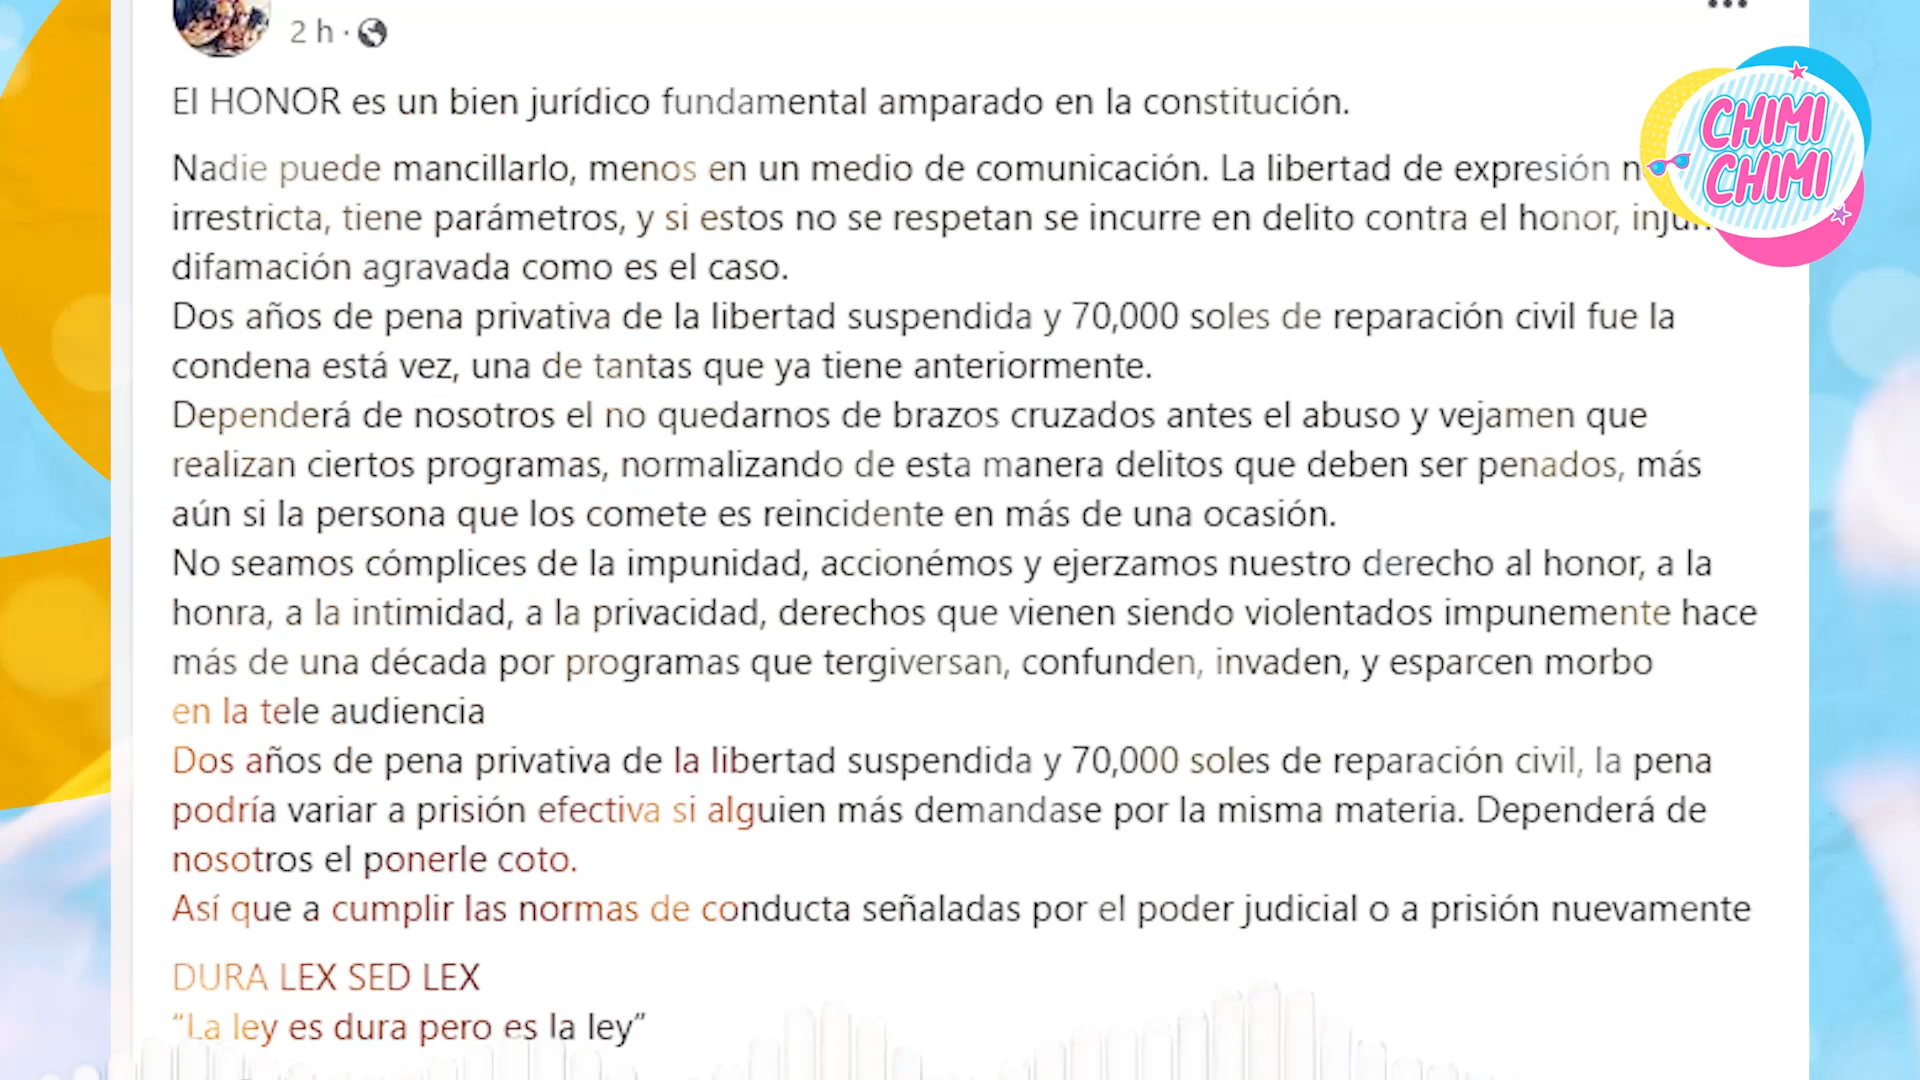 2 h ·
El HONOR es un bien jurídico fundamental amparado en la constitución.
Nadie puede mancillarlo, menos en un medio de comunicación. La libertad de expresión
irrestricta, tiene parámetros, y si estos no se respetan se incurre en delito contra el honor,
difamación agravada como es el caso.
Dos años de pena privativa de la libertad suspendida y 70,000 soles de reparación civil fue la
condena está vez, una de tantas que ya tiene anteriormente.
Dependerá de nosotros el no quedarnos de brazos cruzados antes el abuso y vejamen que
realizan ciertos programas, normalizando de esta manera delitos que deben ser penados, más
aún si la persona que los comete es reincidente en más de una ocasión.
No seamos cómplices de la impunidad, accionémos y ejerzamos nuestro derecho al honor, a la
honra, a la intimidad, a la privacidad, derechos que vienen siendo violentados impunemente hace
más de una década por programas que tergiversan, confunden, invaden, y esparcen morbo
en la tele audiencia
Dos años de pena privativa de la libertad suspendida y 70,000 soles de reparación civil, la pena
podría variar a prisión efectiva si alguien más demandase por la misma materia. Dependerá de
nosotros el ponerle coto.
Así que a cumplir las normas de conducta señaladas por el poder judicial o a prisión nuevamente
DURA LEX SED LEX
“La ley es dura pero es la ley”
CHIMI
CHIMI